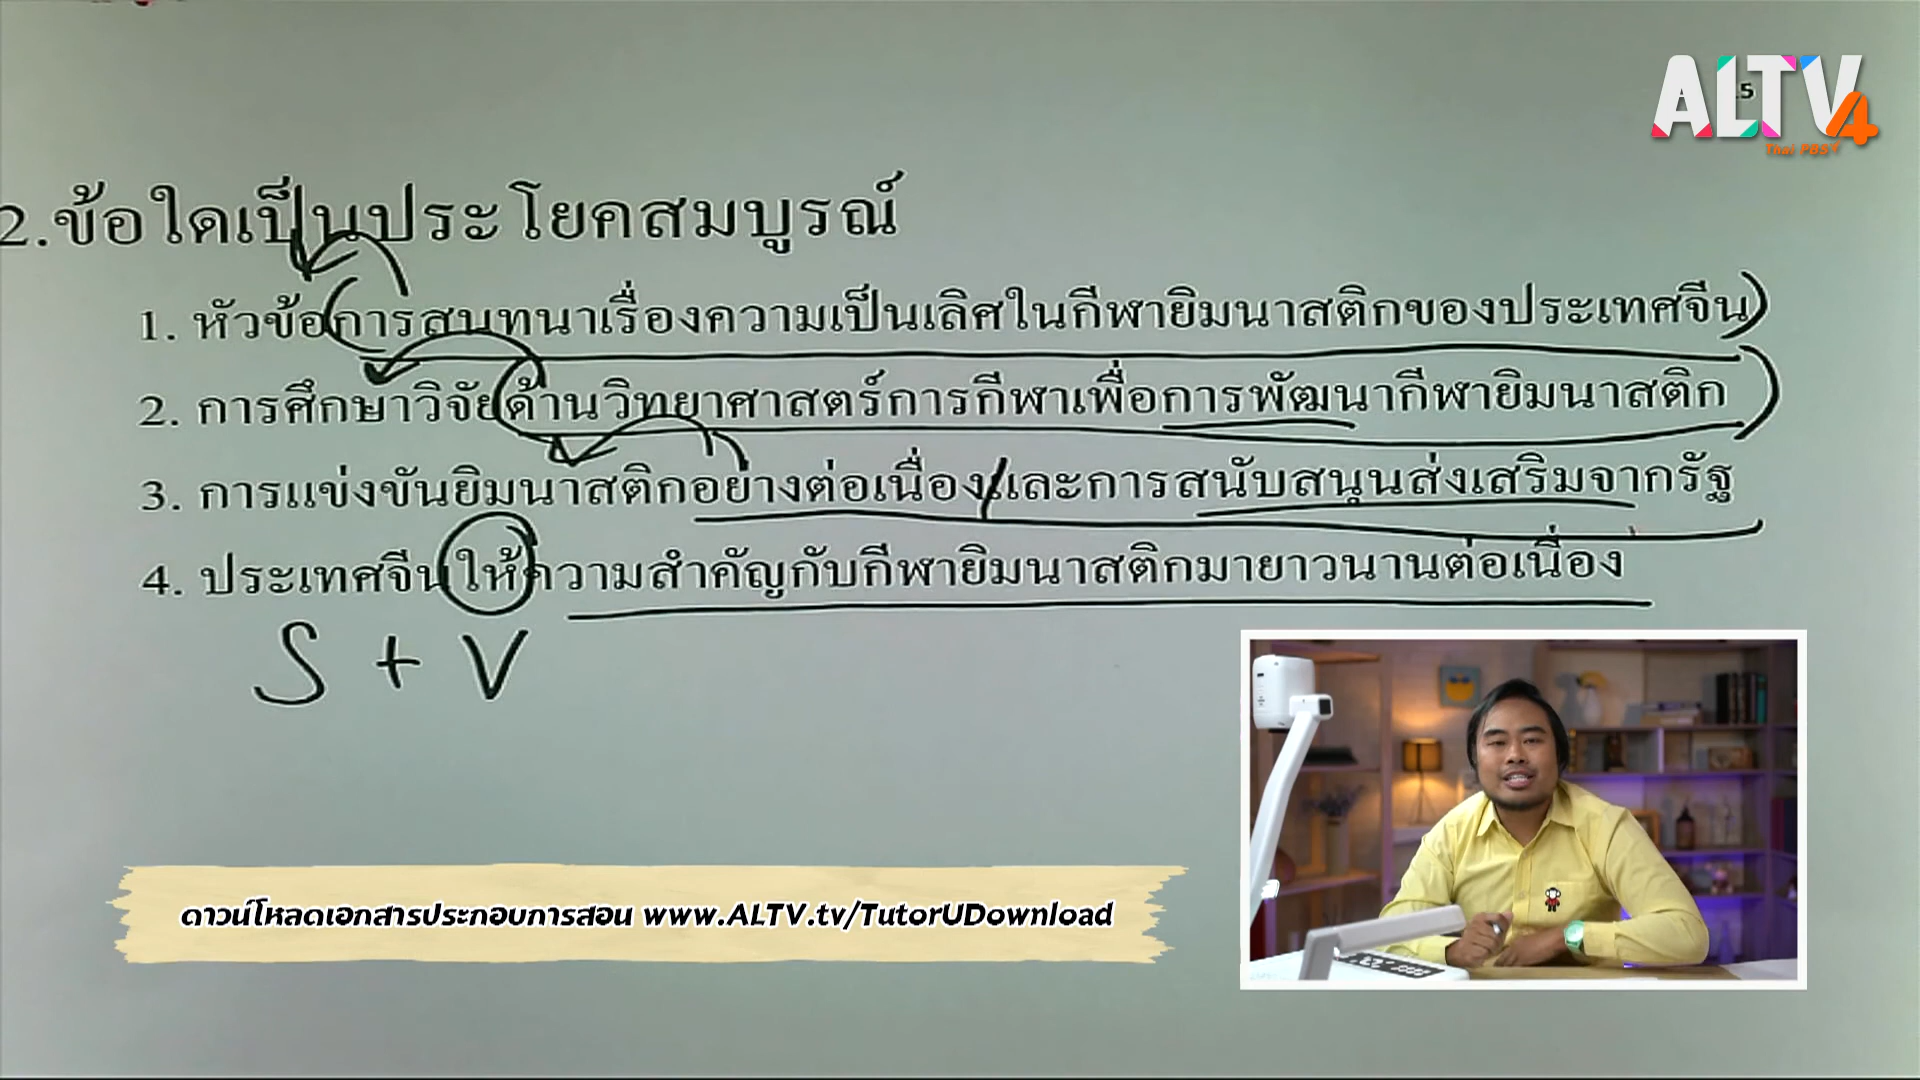 ALTV4
Thai PBS
2.ข้อใดเป็นประโยคสมบูรณ์
1. หัวข้อการสนทนาเรื่องความเป็นเลิศในกีฬายิมนาสติกของประเทศจีน
2. การศึกษาวิจัยด้านวิทยาศาสตร์การกีฬาเพื่อการพัฒนากีฬายิมนาสติก
3. การแข่งขันยิมนาสติกอย่างต่อเนื่องและการสนับสนุนส่งเสริมจากรัฐ
4. ประเทศจีนให้ความสำคัญกับกีฬายิมนาสติกมายาวนานต่อเนื่อง
S + V
ดาวน์โหลดเอกสารประกอบการสอน www.ALTV.tv/TutorUDownload